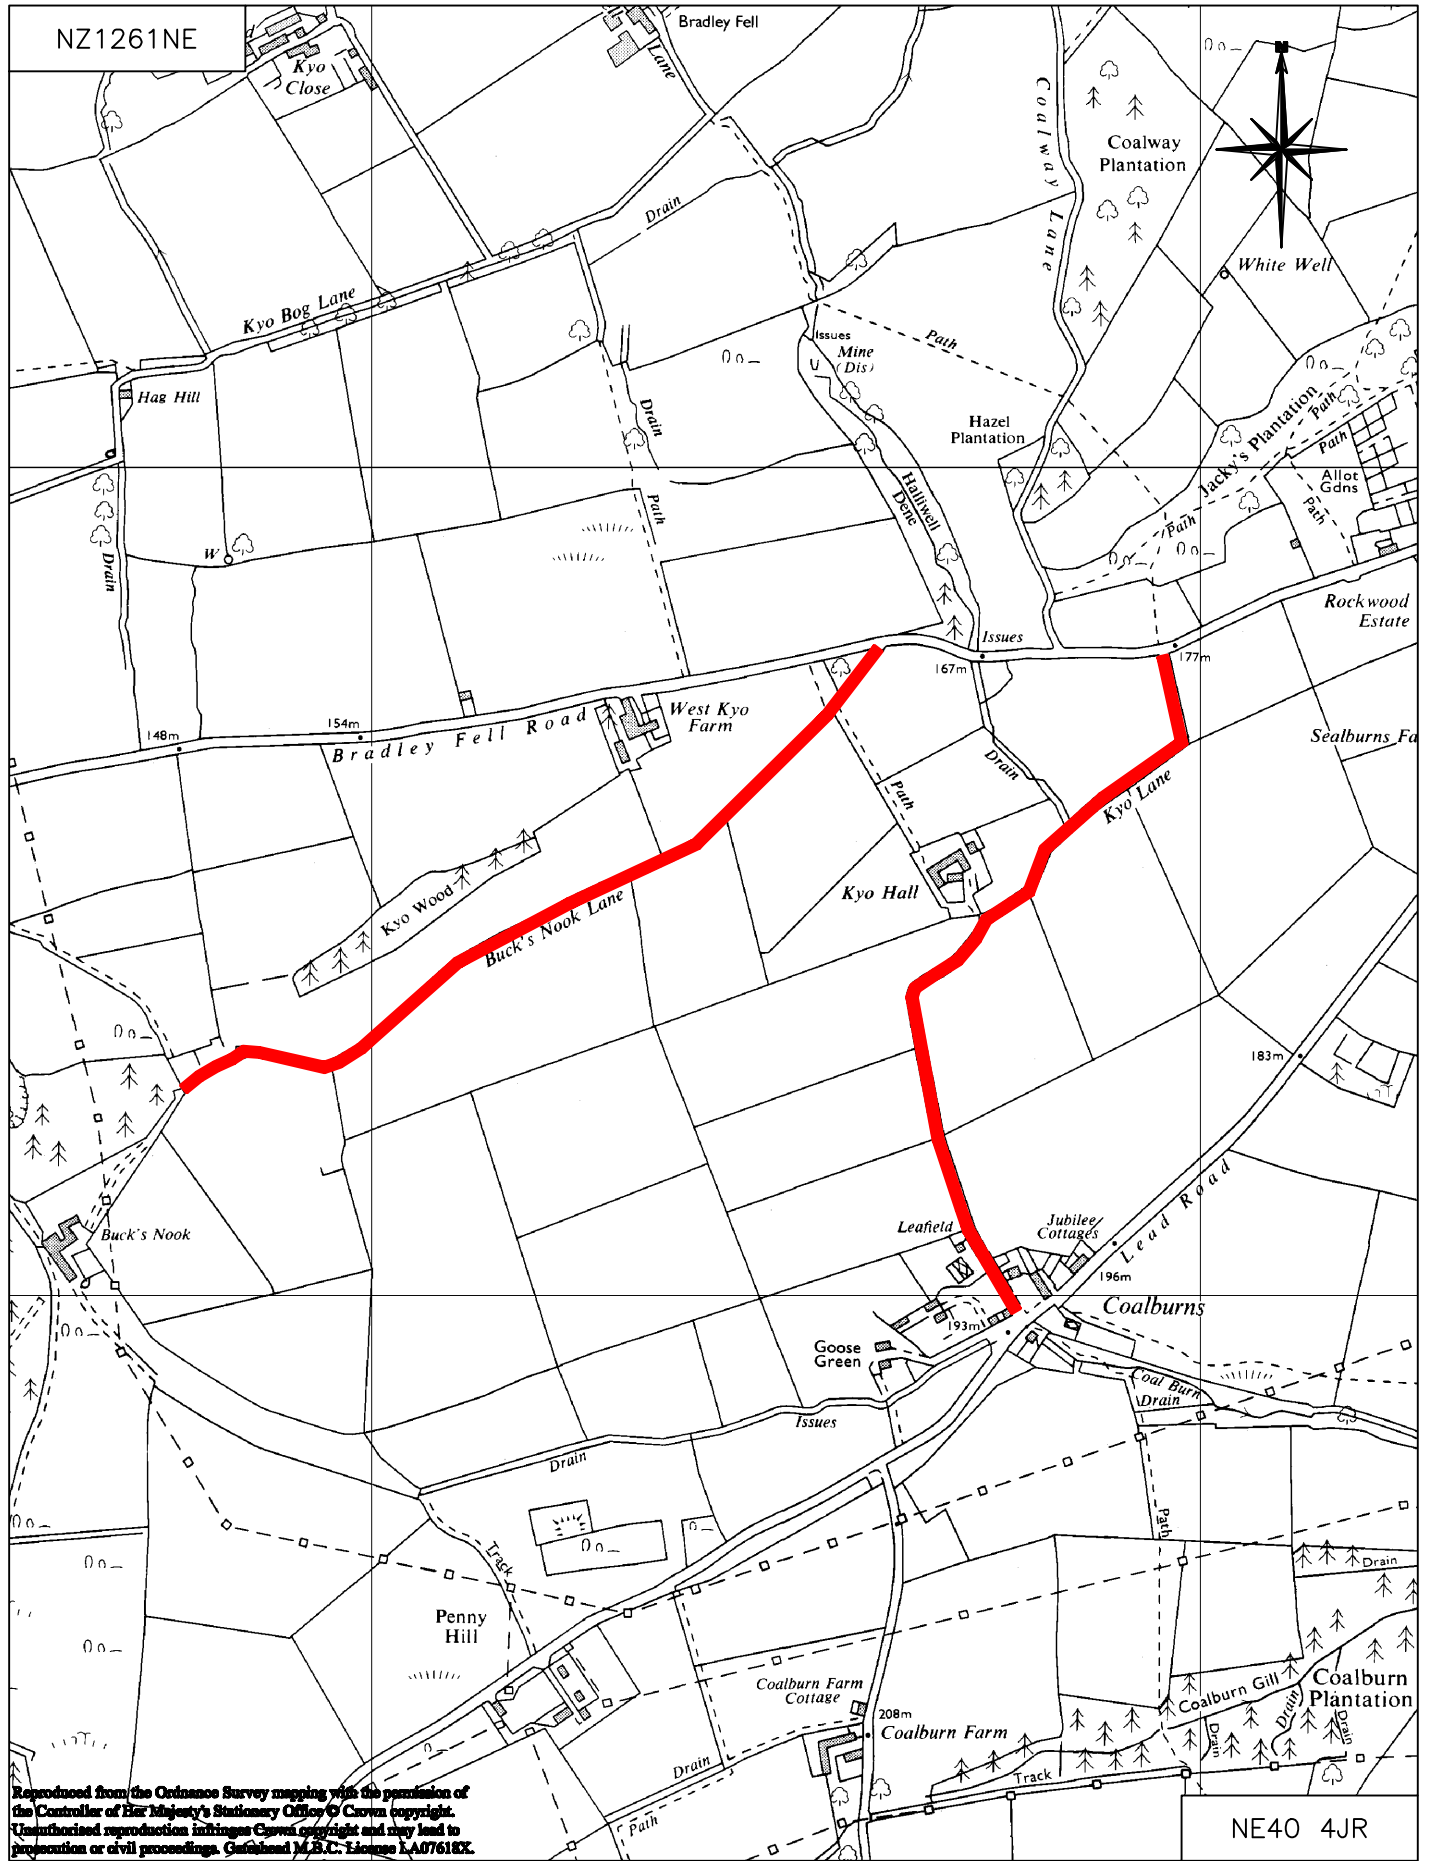 NZ1261NE
Bradley Fell
Lane
Kyo
Close
Coalway Lane
Coalway
Plantation
Drain
White Well
Kyo Bog Lane
Issues
Mine
(Dis)
Path
Hag Hill
Drain
Hazel
Plantation
Jacky's Plantation
Path
Path
Allot
Gdns
Path
Path
Halliwell
Dene
Path
W
Drain
Rockwood
Estate
Issues
167m
177m
West Kyo
Farm
148m
154m
Bradley Fell Road
Sealburns Fa
Drain
Path
Kyo Lane
Kyo Hall
Kyo Wood
Buck's Nook Lane
183m
Buck's Nook
Leafield
Jubilee
Cottages
Lead Road
196m
Coalburns
193m
Goose
Green
Coal Burn
Drain
Issues
Drain
Track
Path
Drain
Penny
Hill
Coalburn Farm
Cottage
Coalburn Gill
Coalburn
Plantation
208m
Coalburn Farm
Drain
Drain
Drain
Drain
Track
Path
Reproduced from the Ordnance Survey mapping with the permission of
the Controller of Her Majesty's Stationery Office © Crown copyright.
Unauthorised reproduction infringes Crown copyright and may lead to
prosecution or civil proceedings. Gateshead M.B.C. License LA07618X.
NE40 4JR